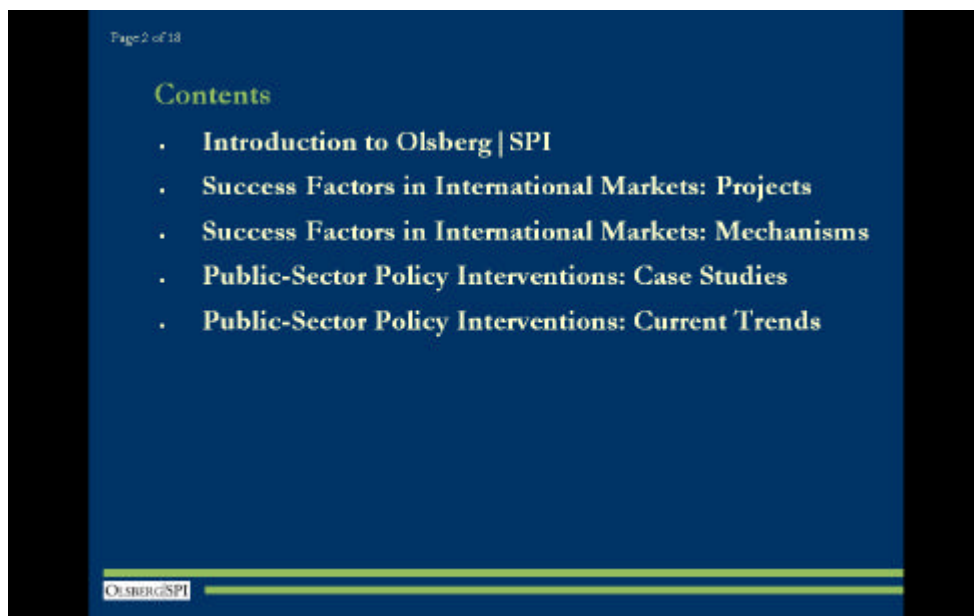 Page 2 of 18
Contents
. Introduction to Olsberg|SPI
. Success Factors in International Markets: Projects
. Success Factors in International Markets: Mechanisms
. Public-Sector Policy Interventions: Case Studies
. Public-Sector Policy Interventions: Current Trends
OLSBERG|SPI